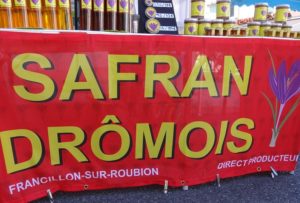 SAFRAN
DRÔMOIS
FRANCILLON-SUR-ROUBION
DIRECT PRODUCTEUR